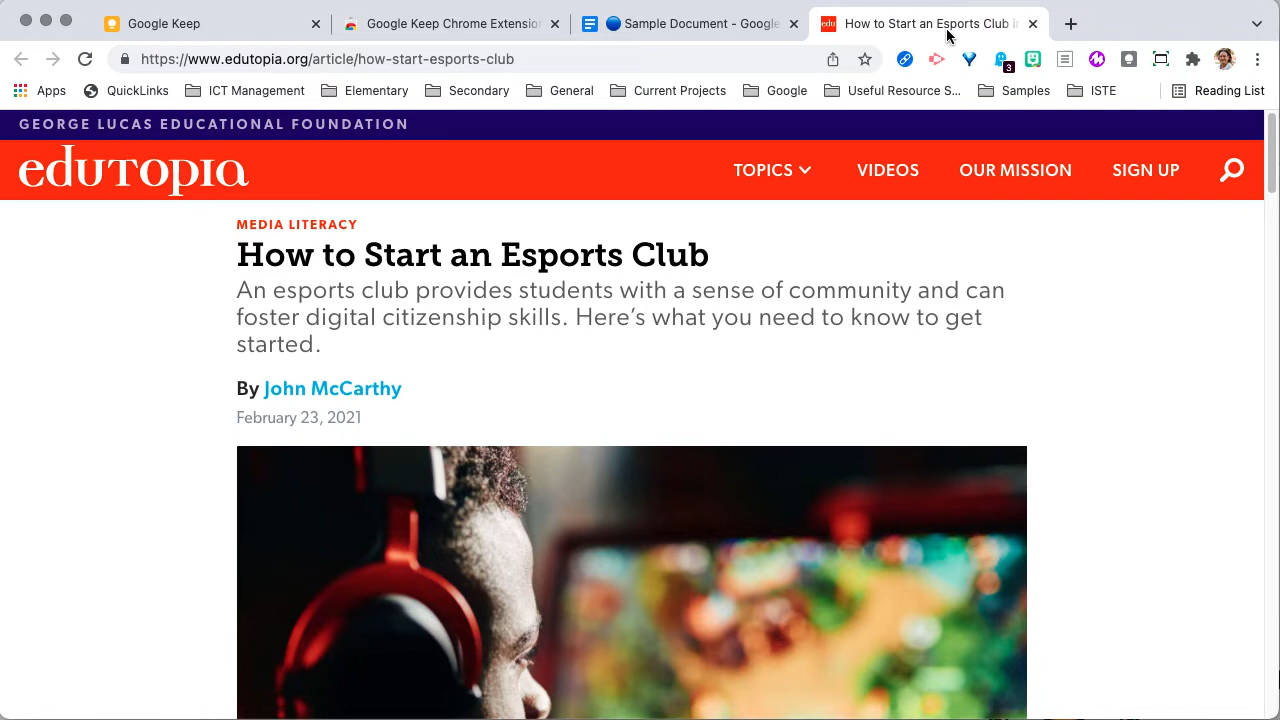 Google Keep
Google Keep Chrome Extension
Sample Document - Google
How to Start an Esports Club in
https://www.edutopia.org/article/how-start-esports-club
3
Apps
QuickLinks
ICT Management
Elementary
Secondary
General
Current Projects
Google
Useful Resource S...
Samples
ISTE
Reading List
GEORGE LUCAS EDUCATIONAL FOUNDATION
edutopia
TOPICS
VIDEOS
OUR MISSION
SIGN UP
MEDIA LITERACY
How to Start an Esports Club
An esports club provides students with a sense of community and can
foster digital citizenship skills. Here’s what you need to know to get
started.
By John McCarthy
February 23, 2021